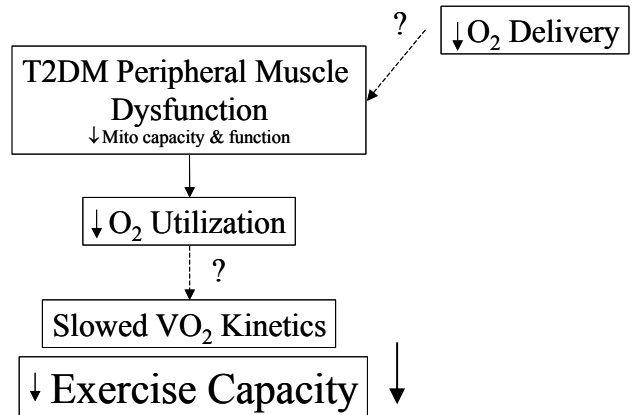 ?
↓O₂ Delivery
T2DM Peripheral Muscle
Dysfunction
↓Mito capacity & function
↓O₂ Utilization
?
Slowed VO₂ Kinetics
↓Exercise Capacity